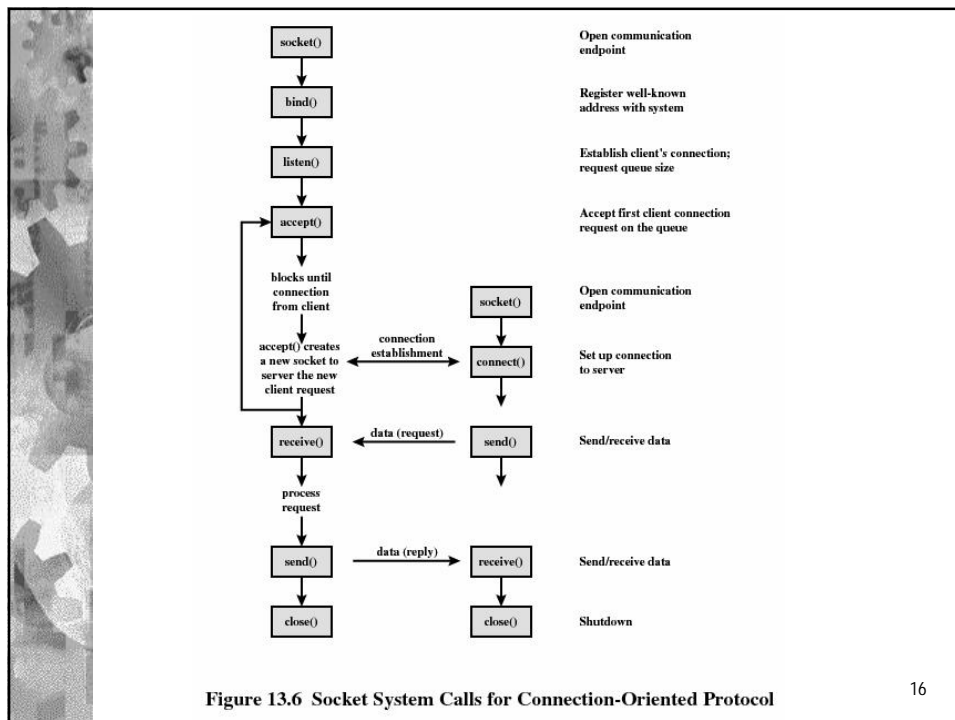 socket()
Open communication
endpoint
bind()
Register well-known
address with system
listen()
Establish client's connection;
request queue size
accept()
Accept first client connection
request on the queue
blocks until
connection
from client
socket()
Open communication
endpoint
accept() creates
a new socket to
server the new
client request
connection
establishment
connect()
Set up connection
to server
receive()
data (request)
send()
Send/receive data
process
request
send()
data (reply)
receive()
Send/receive data
close()
close()
Shutdown
Figure 13.6 Socket System Calls for Connection-Oriented Protocol
16